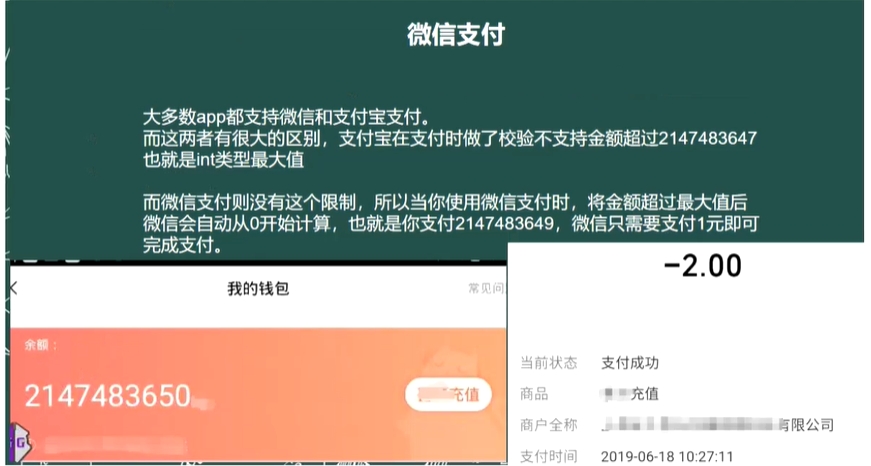 微信支付
大多数app都支持微信和支付宝支付。
而这两者有很大的区别，支付宝在支付时做了校验不支持金额超过2147483647
也就是int类型最大值
而微信支付则没有这个限制，所以当你使用微信支付时，将金额超过最大值后
微信会自动从0开始计算，也就是你支付2147483649，微信只需要支付1元即可
完成支付。
我的钱包
常见问
余额：
2147483650
充值
G
-2.00
当前状态 支付成功
商品 充值
商户全称 有限公司
支付时间 2019-06-18 10:27:11